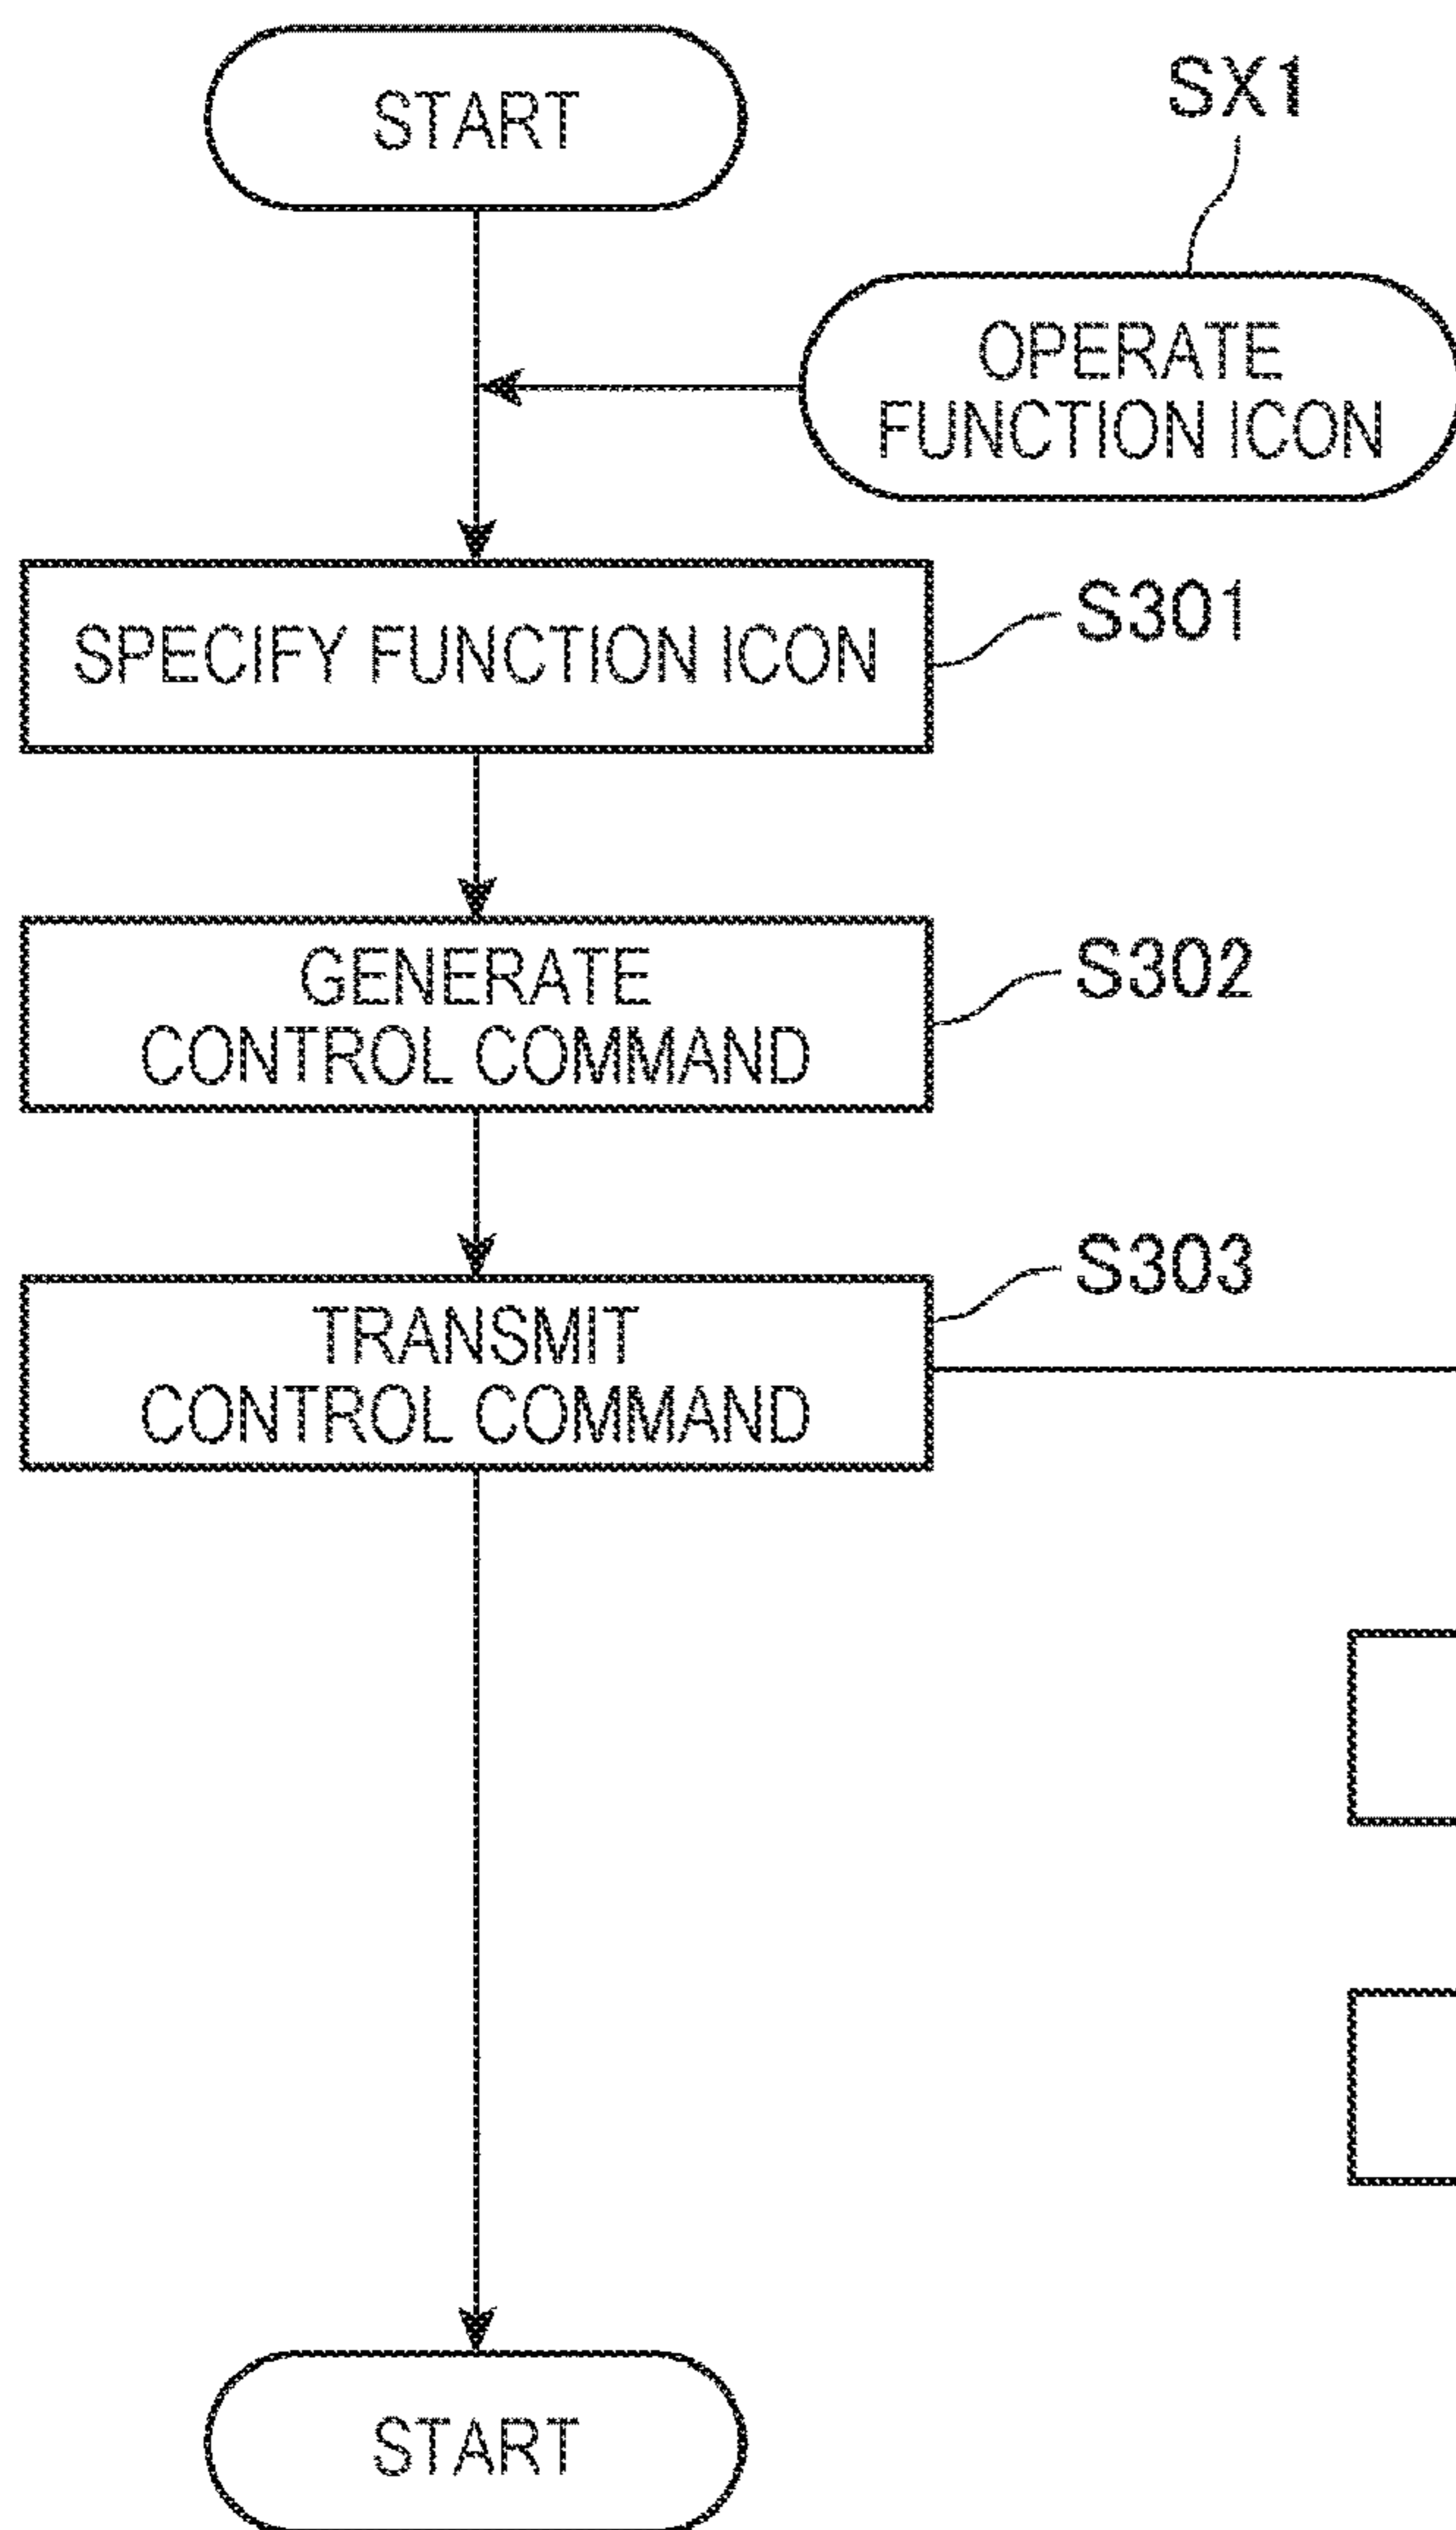 START
SX1
OPERATE
FUNCTION ICON
SPECIFY FUNCTION ICON
S301
GENERATE
CONTROL COMMAND
S302
TRANSMIT
CONTROL COMMAND
S303
START